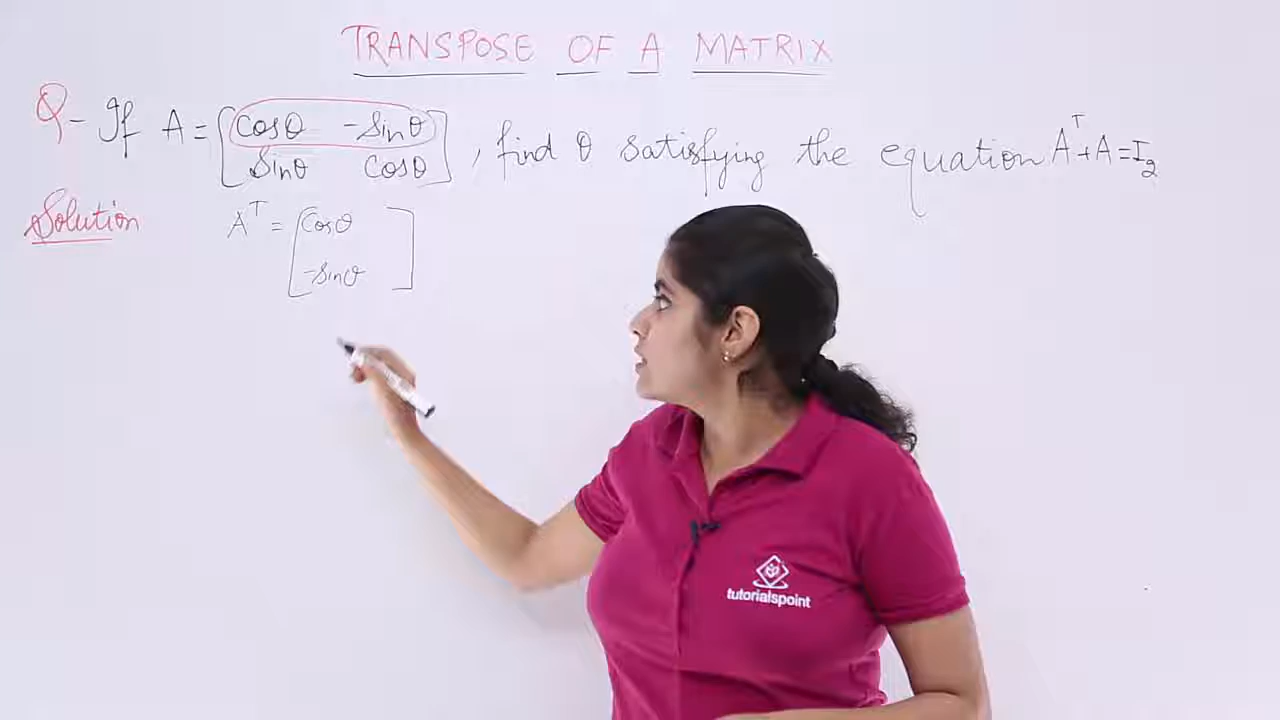 TRANSPOSE OF A MATRIX
Q- If A = [cosθ -sinθ
sinθ cosθ], find θ satisfying the equation A^T + A = I_2
Solution A^T = [cosθ
-sinθ]
tutorialspoint